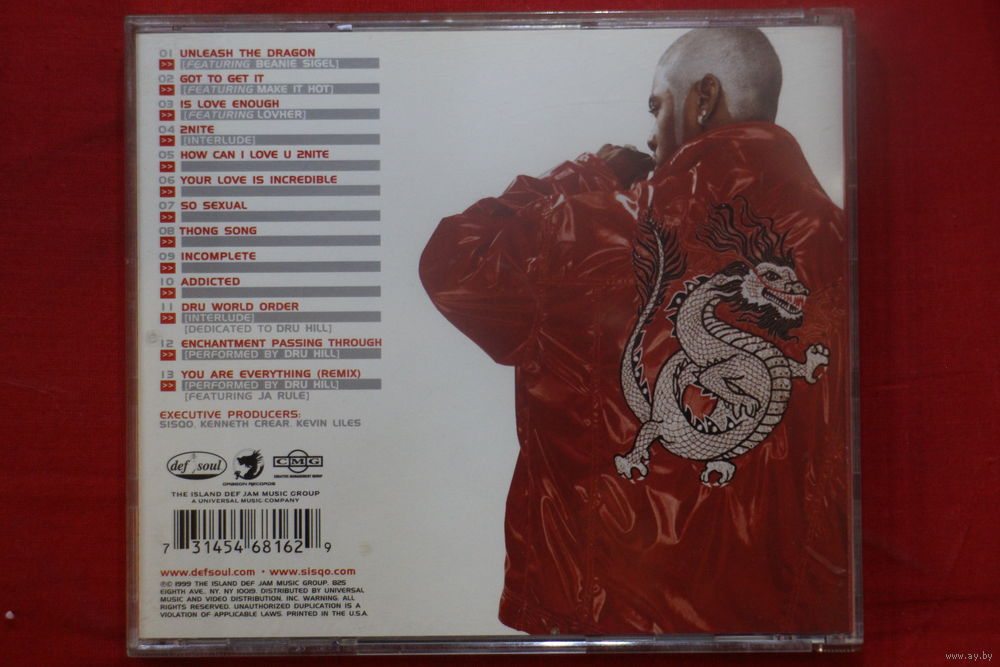 01 UNLEASH THE DRAGON
>> [FEATURING BEANIE SIGEL]
02 GOT TO GET IT
>> [FEATURING MAKE IT HOT]
03 IS LOVE ENOUGH
>> [FEATURING LOVHER]
04 2NITE
>> [INTERLUDE]
05 HOW CAN I LOVE U 2NITE
>>
06 YOUR LOVE IS INCREDIBLE
>>
07 SO SEXUAL
>>
08 THONG SONG
>>
09 INCOMPLETE
>>
10 ADDICTED
>>
11 DRU WORLD ORDER
>> [INTERLUDE]
[DEDICATED TO DRU HILL]
12 ENCHANTMENT PASSING THROUGH
>> [PERFORMED BY DRU HILL]
13 YOU ARE EVERYTHING (REMIX)
>> [PERFORMED BY DRU HILL]
[FEATURING JA RULE]
EXECUTIVE PRODUCERS:
SISQO, KENNETH CREAR, KEVIN LILES
def soul
DRAGON RECORDS
CMG
CREATIVE MANAGEMENT GROUP
THE ISLAND DEF JAM MUSIC GROUP
A UNIVERSAL MUSIC COMPANY
7 31454 68162 9
www.defsoul.com • www.sisqo.com
℗© 1999 THE ISLAND DEF JAM MUSIC GROUP, 825
EIGHTH AVE., NY, NY 10019. DISTRIBUTED BY UNIVERSAL
MUSIC AND VIDEO DISTRIBUTION, INC. WARNING: ALL
RIGHTS RESERVED. UNAUTHORIZED DUPLICATION IS A
VIOLATION OF APPLICABLE LAWS. PRINTED IN THE U.S.A.
www.ay.by